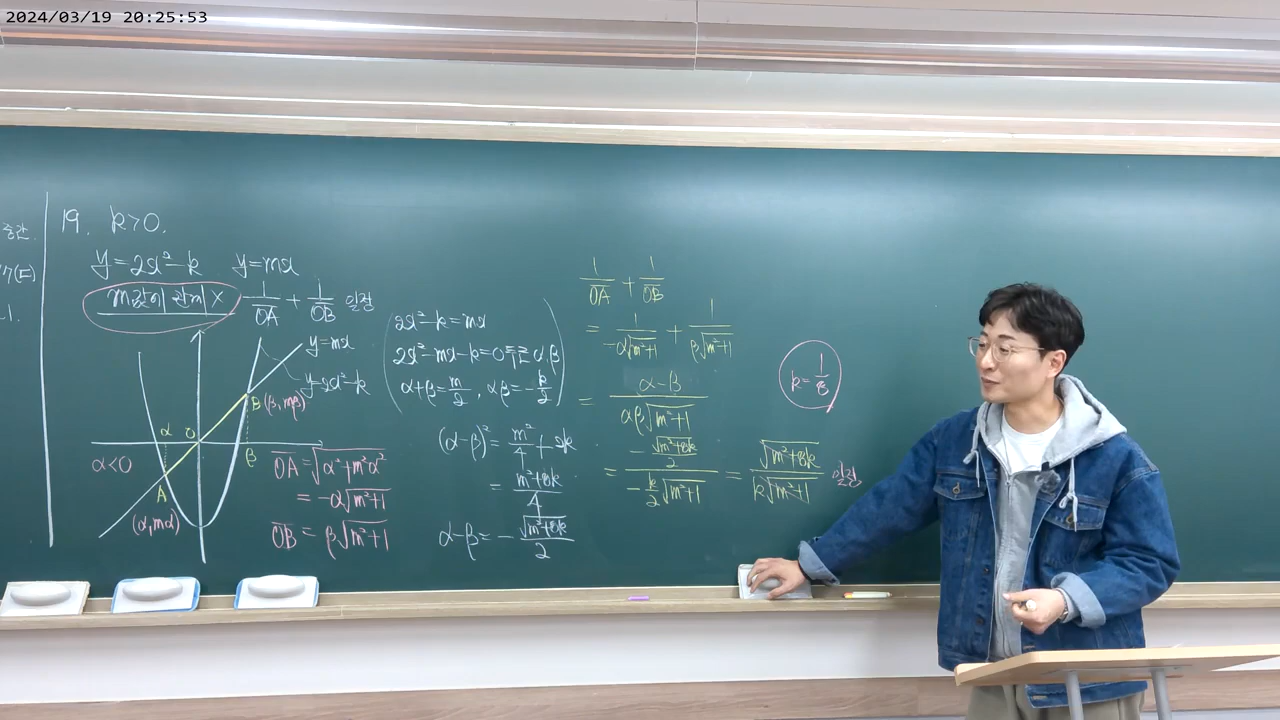 2024/03/19 20:25:53
중간
7(E)
1.
19. k>0.
y=2x²-k y=mx
m값에 관계 X 1/OA + 1/OB 일정
y=mx
y=2x²-k
B(β, mβ)
α O β
α<0
A
(α, mα)
OA = √(α²+m²α²)
= -α√(m²+1)
OB = β√(m²+1)
2x²-k=mx
2x²-mx-k=0 두근 α,β
α+β=m/2, αβ=-k/2
(α-β)² = m²/4 + 2k
= (m²+8k)/4
α-β = -√(m²+8k)/2
1/OA + 1/OB
= 1/(-α√(m²+1)) + 1/(β√(m²+1))
= (α-β)/(αβ√(m²+1))
= (-√(m²+8k)/2)/(-k/2 √(m²+1)) = √(m²+8k)/(k√(m²+1)) 일정
k=1/8